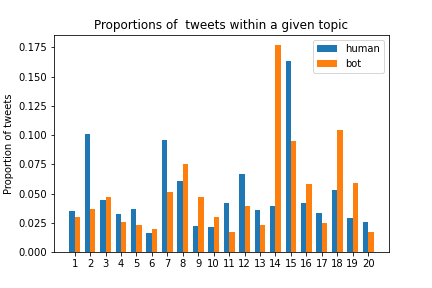 Proportions of  tweets within a given topic
human
bot
Proportion of tweets
0.175
0.150
0.125
0.100
0.075
0.050
0.025
0.000
1 2 3 4 5 6 7 8 9 10 11 12 13 14 15 16 17 18 19 20